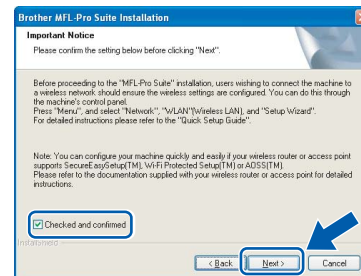 Brother MFL-Pro Suite Installation
Important Notice
Please confirm the setting below before clicking "Next".
Before proceeding to the "MFL-Pro Suite" installation, users wishing to connect the machine to
a wireless network should ensure the wireless settings are configured. You can do this through
the machine's control panel.
Press "Menu", and select "Network", "WLAN"(Wireless LAN), and "Setup Wizard".
For detailed instructions please refer to the "Quick Setup Guide".
Note: You can configure your machine quickly and easily if your wireless router or access point
supports SecureEasySetup(TM), Wi-Fi Protected Setup(TM) or AOSS(TM).
Please refer to the documentation supplied with your wireless router or access point for detailed
instructions.
Checked and confirmed
InstallShield
< Back Next > Cancel